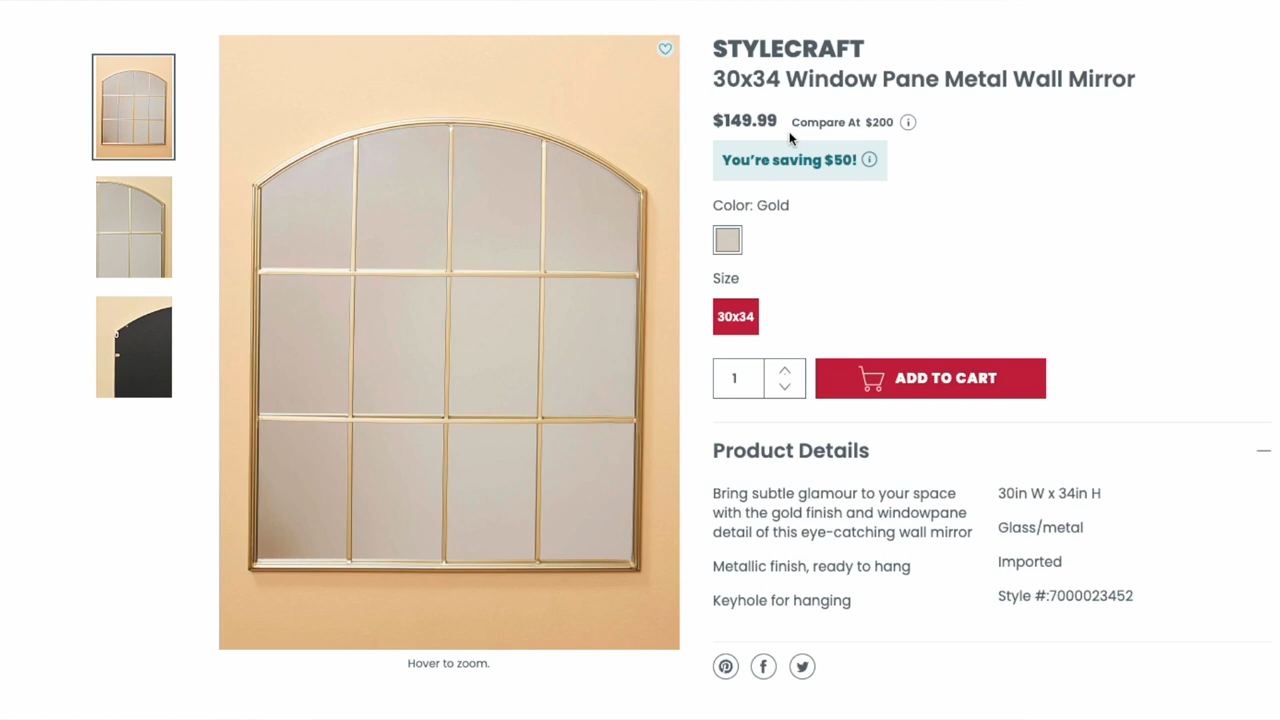 STYLECRAFT
30x34 Window Pane Metal Wall Mirror
$149.99 Compare At $200
You're saving $50!
Color: Gold
Size
30x34
1
ADD TO CART
Product Details
Bring subtle glamour to your space
with the gold finish and windowpane
detail of this eye-catching wall mirror
Metallic finish, ready to hang
Keyhole for hanging
30in W x 34in H
Glass/metal
Imported
Style #:7000023452
Hover to zoom.